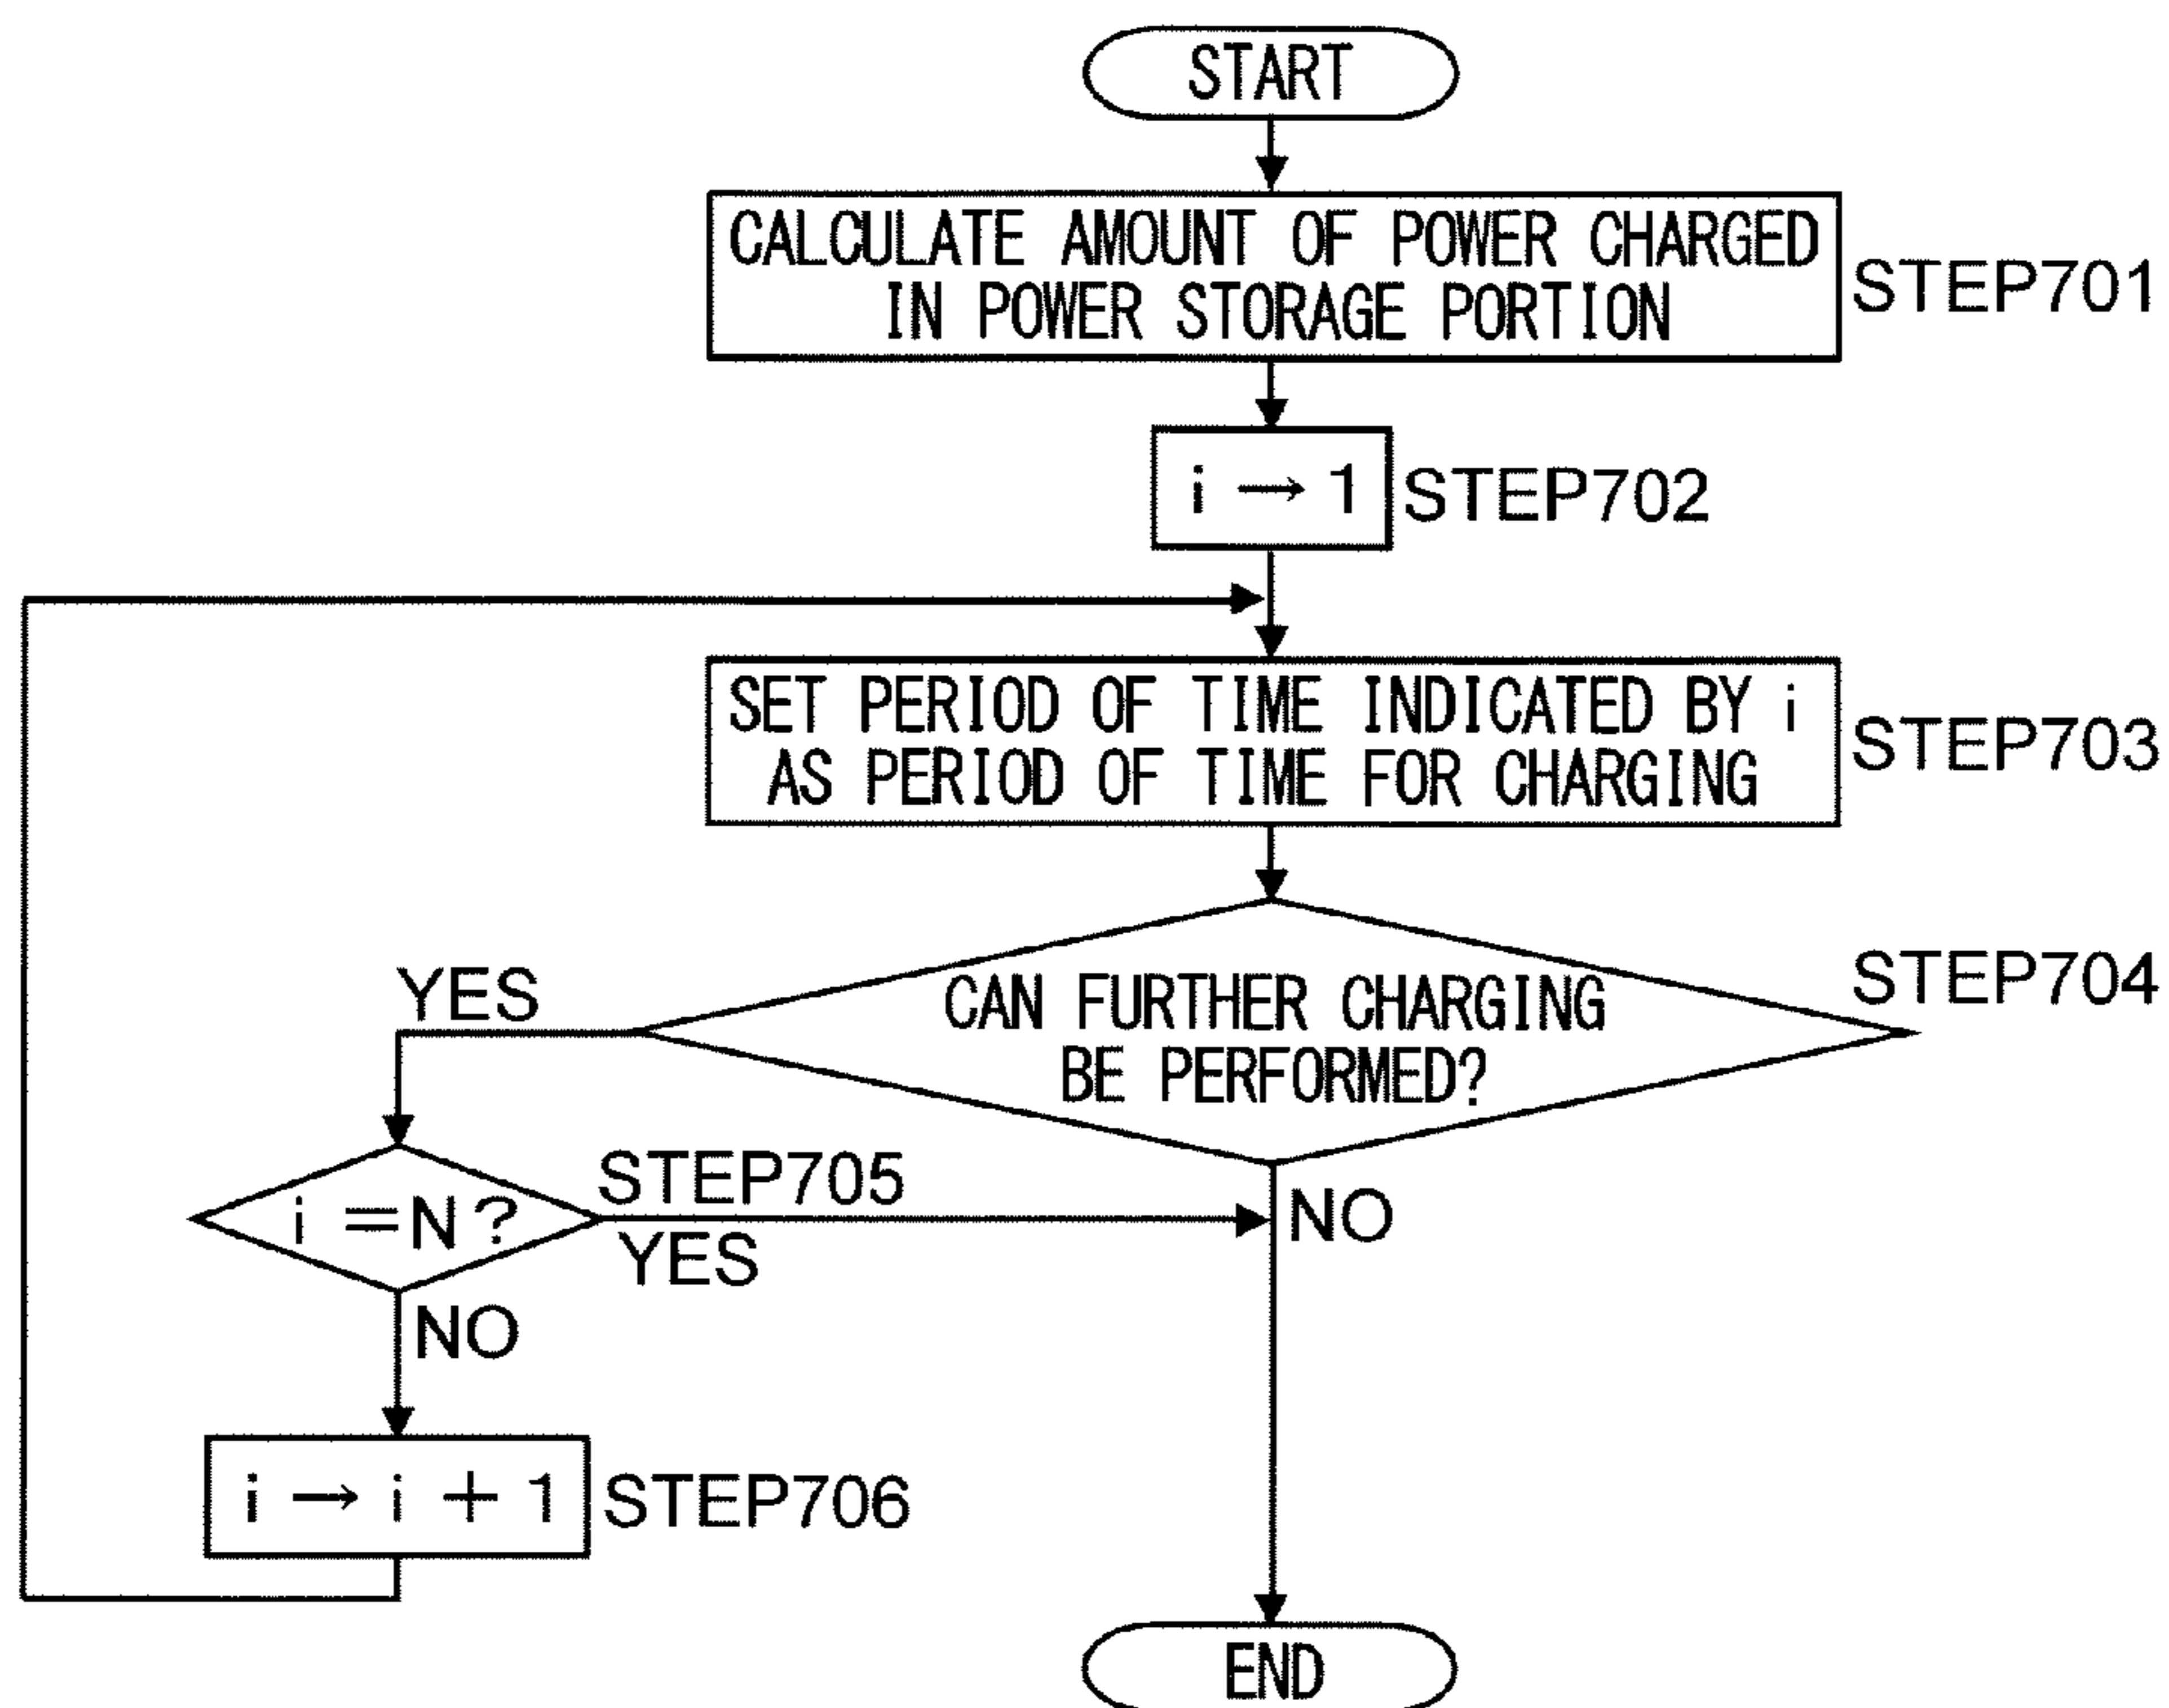 START
CALCULATE AMOUNT OF POWER CHARGED
IN POWER STORAGE PORTION
STEP701
i → 1
STEP702
SET PERIOD OF TIME INDICATED BY i
AS PERIOD OF TIME FOR CHARGING
STEP703
CAN FURTHER CHARGING
BE PERFORMED?
STEP704
YES
NO
i = N ?
STEP705
YES
NO
i → i + 1
STEP706
END